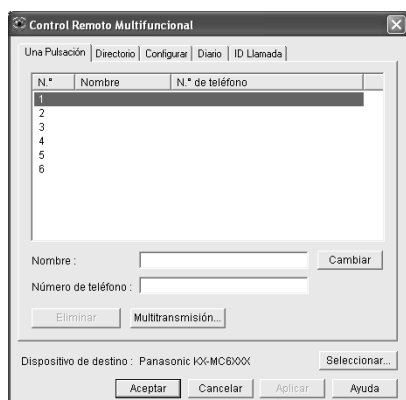 Control Remoto Multifuncional
Una Pulsación Directorio Configurar Diario ID Llamada
N.° Nombre N.° de teléfono
1
2
3
4
5
6
Nombre : Cambiar
Número de teléfono :
Eliminar Multitransmisión...
Dispositivo de destino : Panasonic KX-MC6XXX Seleccionar...
Aceptar Cancelar Aplicar Ayuda